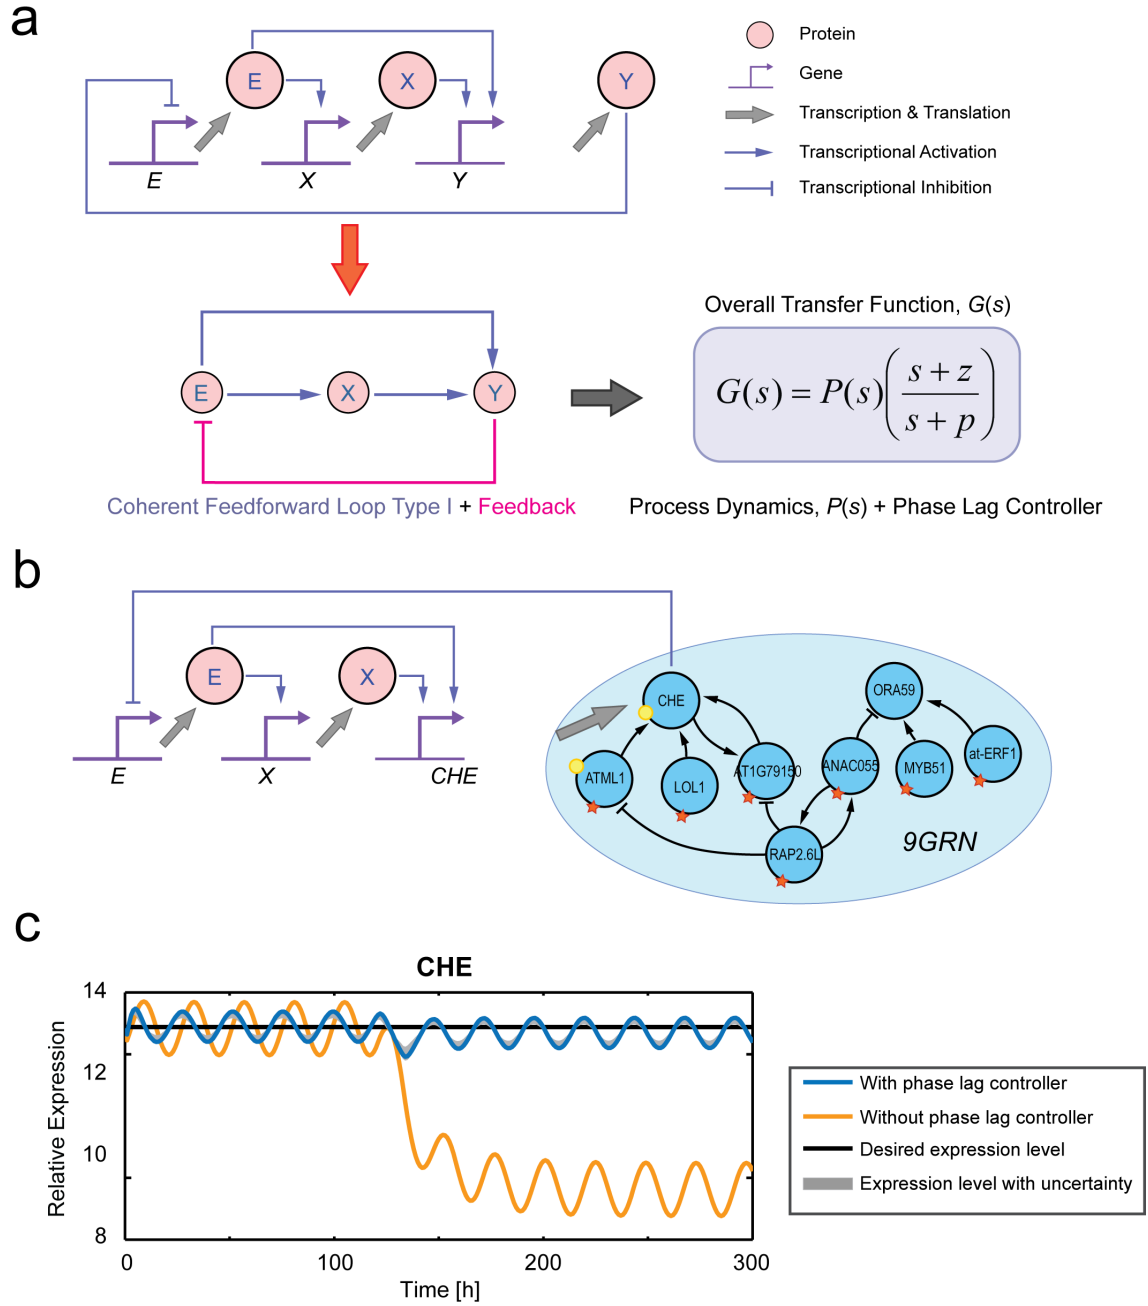 a
E
X
Y
Protein
Gene
Transcription & Translation
Transcriptional Activation
Transcriptional Inhibition
E
X
Y
E
X
Y
Coherent Feedforward Loop Type I + Feedback
Overall Transfer Function, G(s)
G(s) = P(s)(s + z / s + p)
Process Dynamics, P(s) + Phase Lag Controller
b
E
X
E
X
CHE
CHE
ORA59
ATML1
LOL1
AT1G79150
ANAC055
MYB51
at-ERF1
RAP2.6L
9GRN
c
CHE
Relative Expression
14
12
10
8
0
100
200
300
Time [h]
With phase lag controller
Without phase lag controller
Desired expression level
Expression level with uncertainty